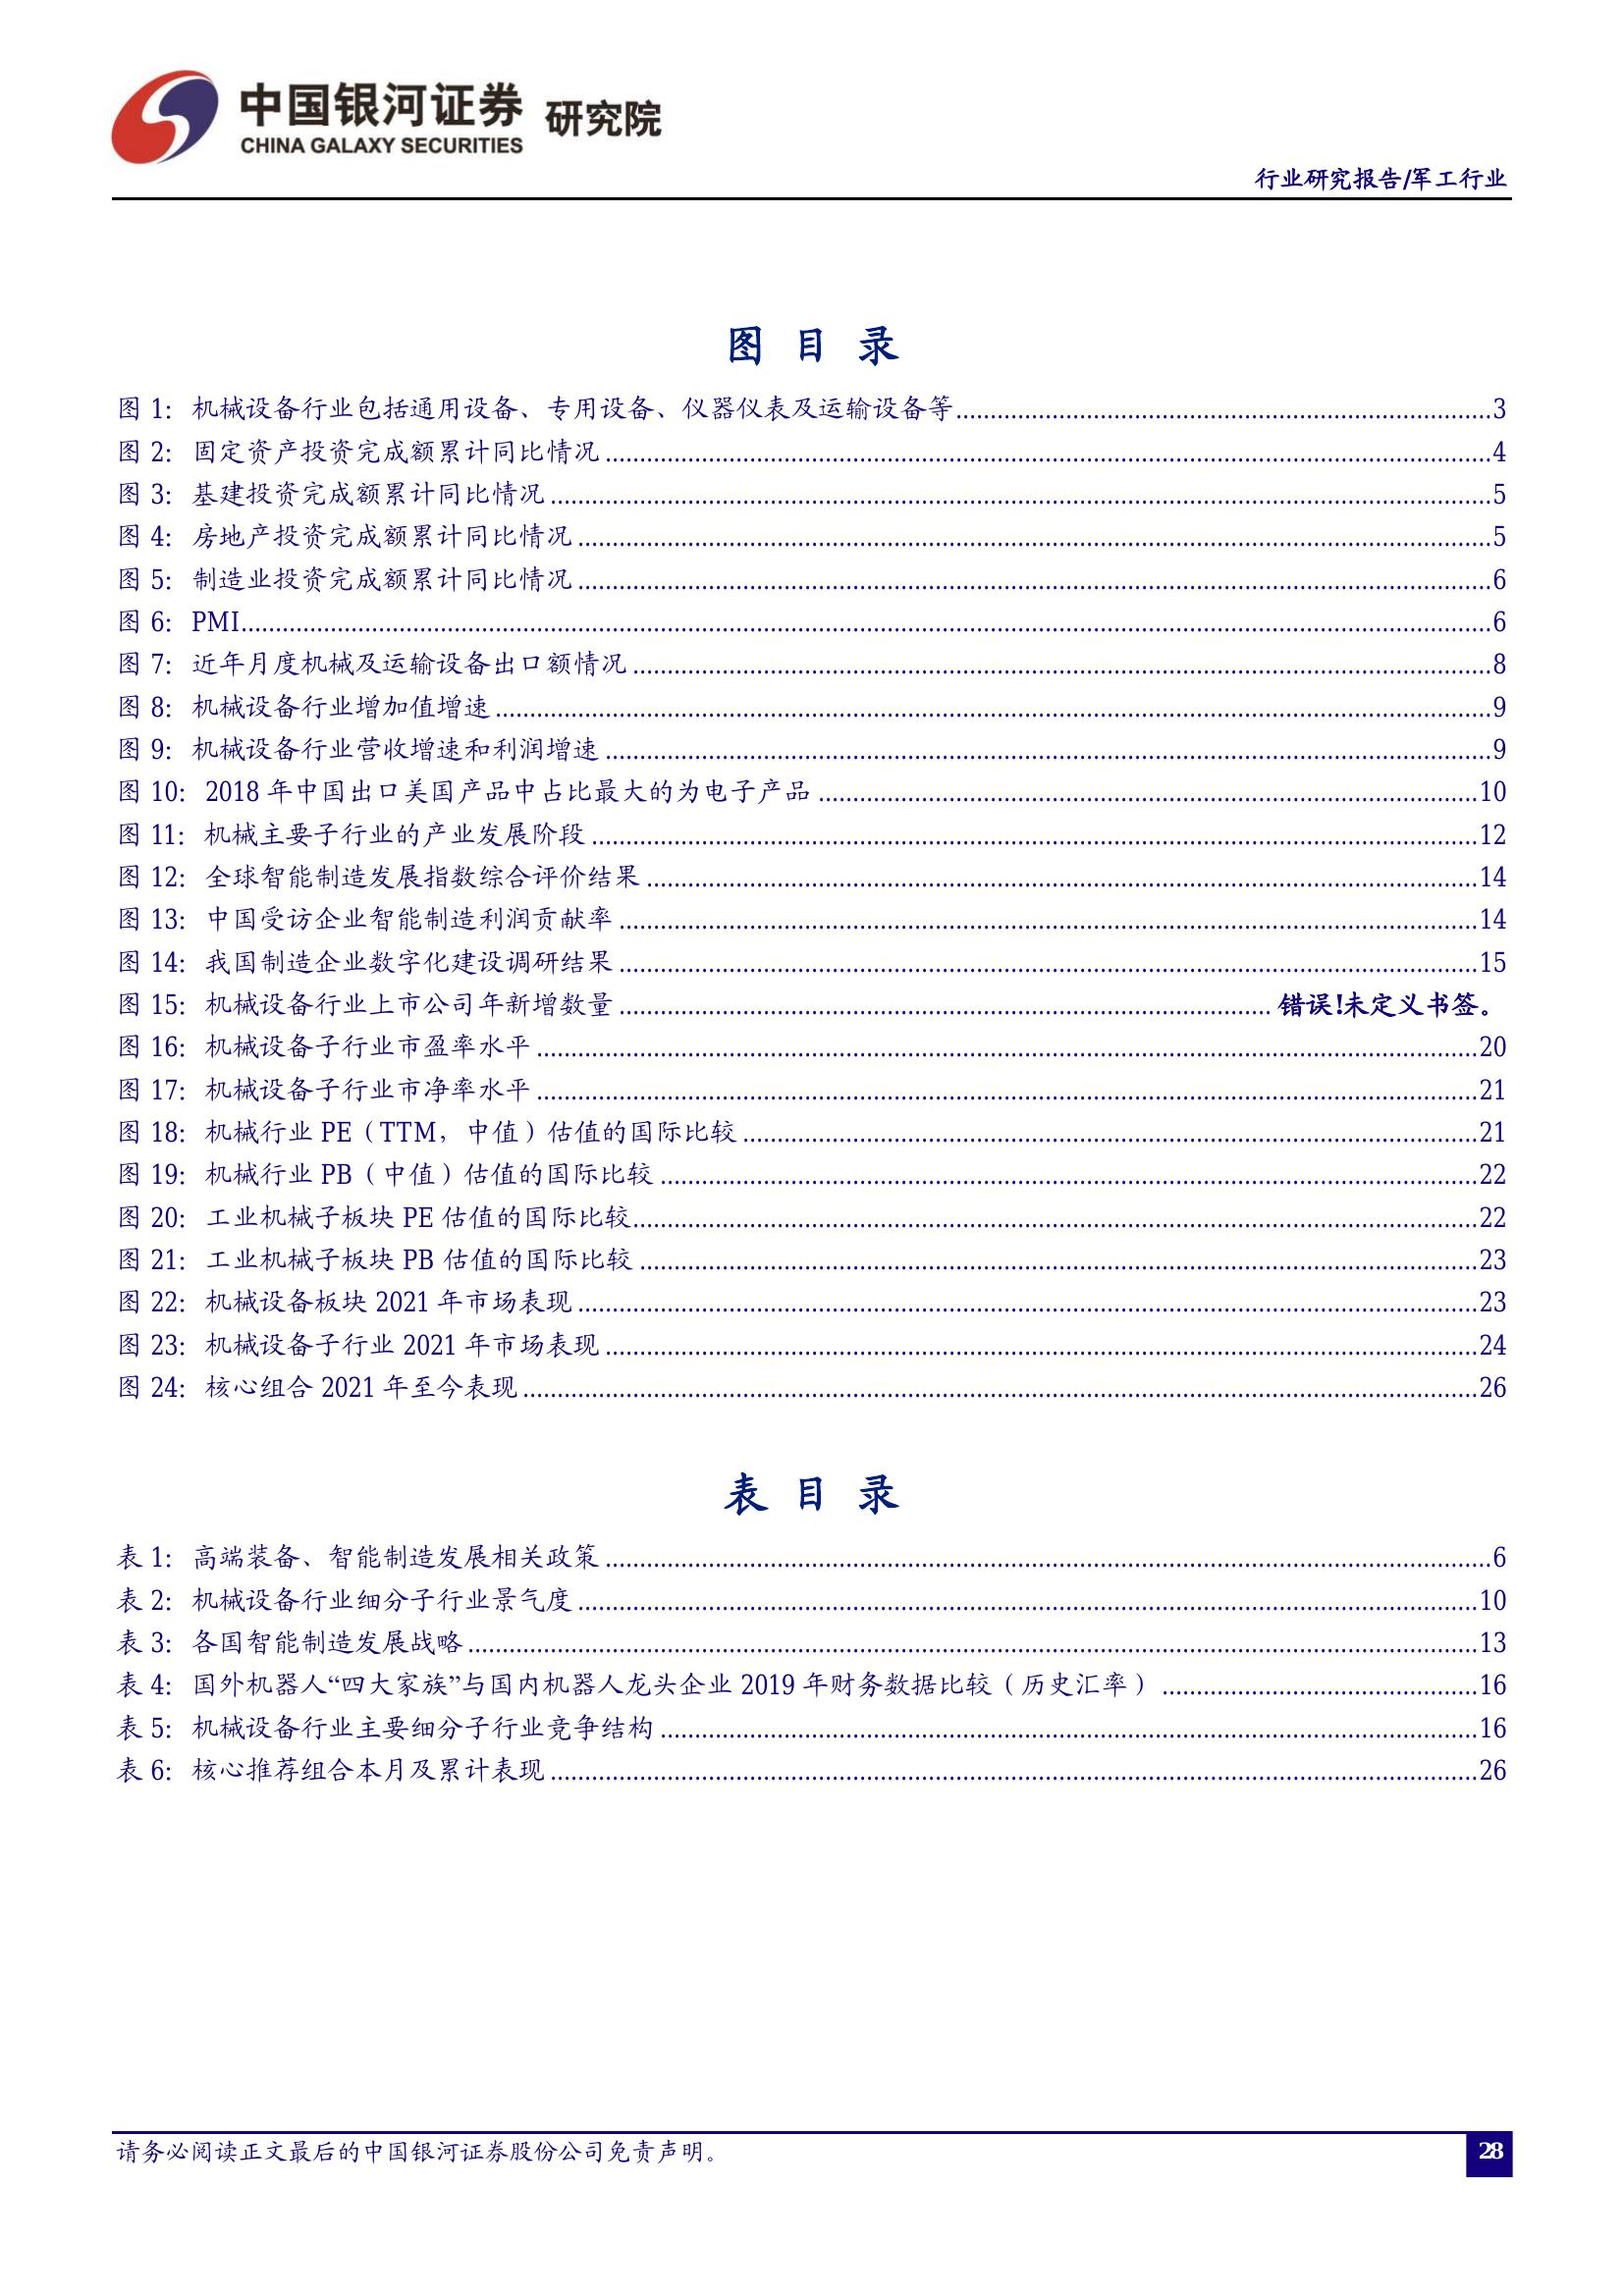 中国银河证券 研究院
CHINA GALAXY SECURITIES
行业研究报告/军工行业
图 目 录
图 1: 机械设备行业包括通用设备、专用设备、仪器仪表及运输设备等........3
图 2: 固定资产投资完成额累计同比情况........4
图 3: 基建投资完成额累计同比情况........5
图 4: 房地产投资完成额累计同比情况........5
图 5: 制造业投资完成额累计同比情况........6
图 6: PMI........6
图 7: 近年月度机械及运输设备出口额情况........8
图 8: 机械设备行业增加值增速........9
图 9: 机械设备行业营收增速和利润增速........9
图 10: 2018 年中国出口美国产品中占比最大的为电子产品........10
图 11: 机械主要子行业的产业发展阶段........12
图 12: 全球智能制造发展指数综合评价结果........14
图 13: 中国受访企业智能制造利润贡献率........14
图 14: 我国制造企业数字化建设调研结果........15
图 15: 机械设备行业上市公司年新增数量........错误!未定义书签。
图 16: 机械设备子行业市盈率水平........20
图 17: 机械设备子行业市净率水平........21
图 18: 机械行业 PE（TTM，中值）估值的国际比较........21
图 19: 机械行业 PB（中值）估值的国际比较........22
图 20: 工业机械子板块 PE 估值的国际比较........22
图 21: 工业机械子板块 PB 估值的国际比较........23
图 22: 机械设备板块 2021 年市场表现........23
图 23: 机械设备子行业 2021 年市场表现........24
图 24: 核心组合 2021 年至今表现........26
表 目 录
表 1: 高端装备、智能制造发展相关政策........6
表 2: 机械设备行业细分子行业景气度........10
表 3: 各国智能制造发展战略........13
表 4: 国外机器人“四大家族”与国内机器人龙头企业 2019 年财务数据比较（历史汇率）........16
表 5: 机械设备行业主要细分子行业竞争结构........16
表 6: 核心推荐组合本月及累计表现........26
请务必阅读正文最后的中国银河证券股份公司免责声明。
28